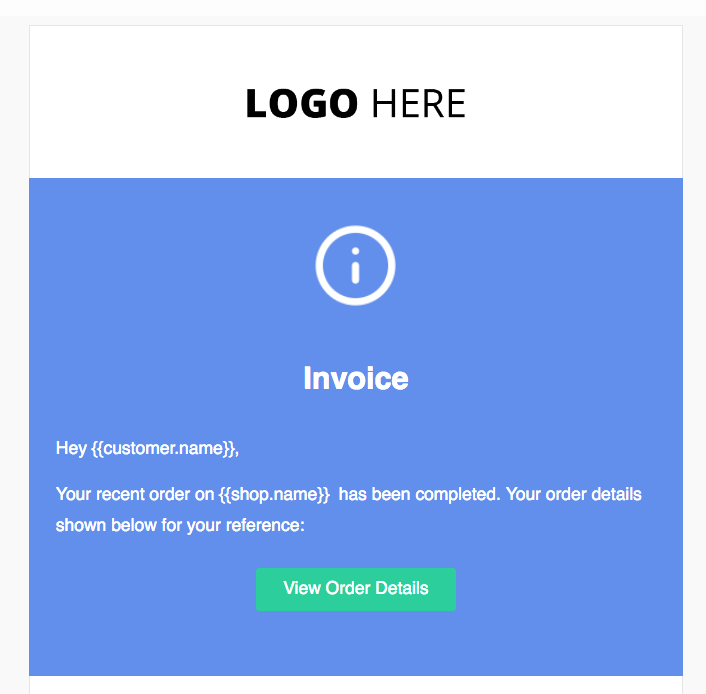 LOGO HERE
Invoice
Hey {{customer.name}},
Your recent order on {{shop.name}}  has been completed. Your order details
shown below for your reference:
View Order Details